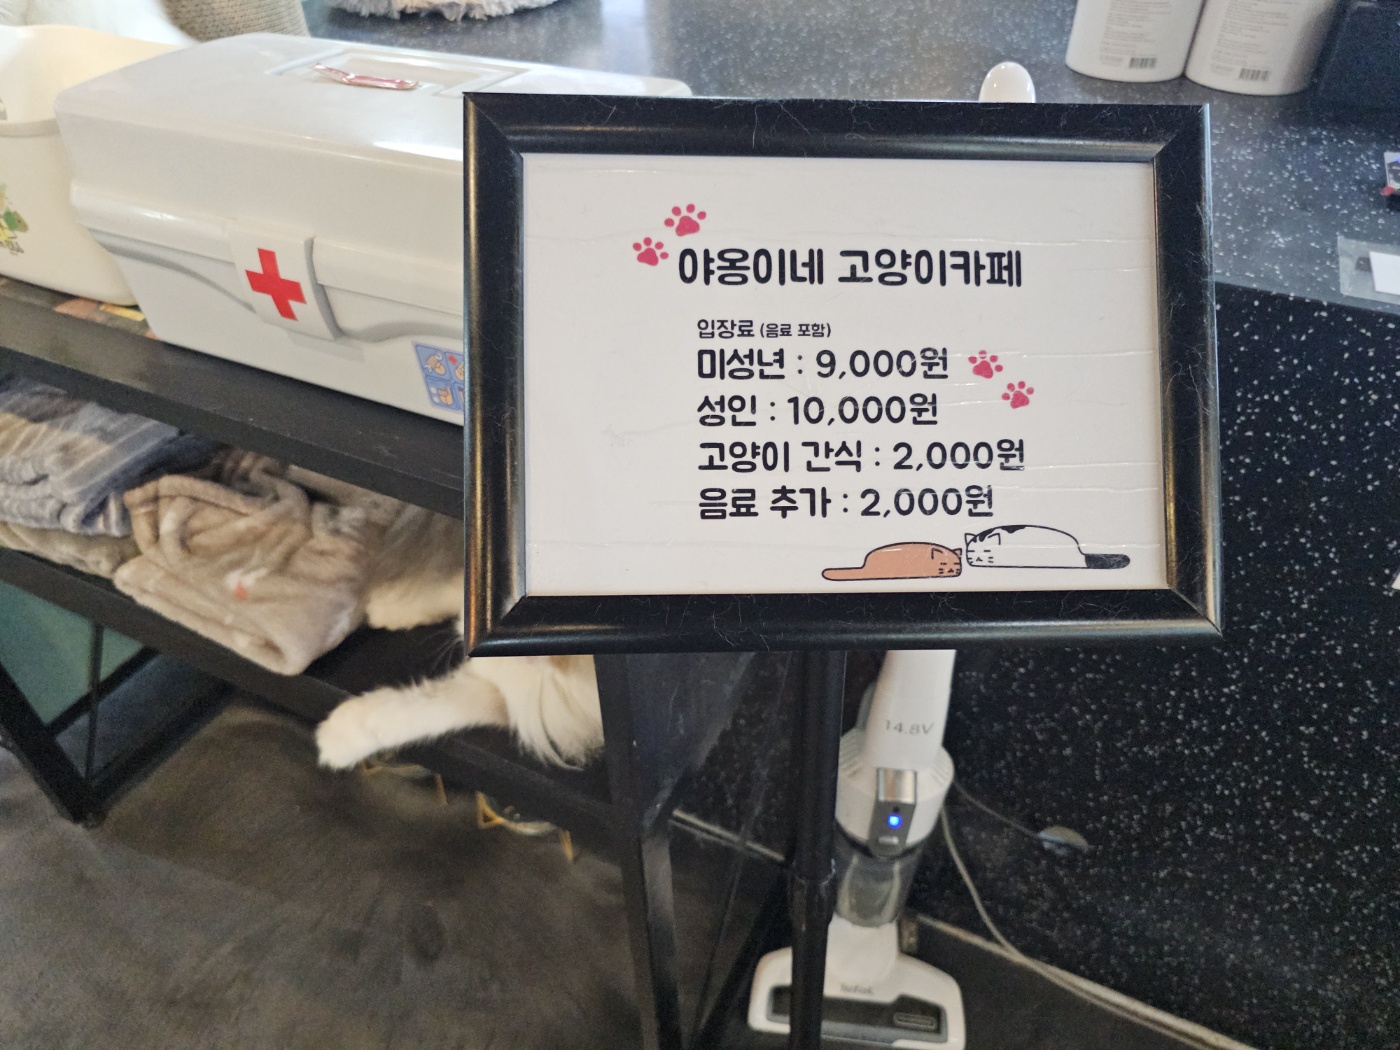 야옹이네 고양이카페
입장료 (음료 포함)
미성년 : 9,000원
성인 : 10,000원
고양이 간식 : 2,000원
음료 추가 : 2,000원
14.8V
Tefal